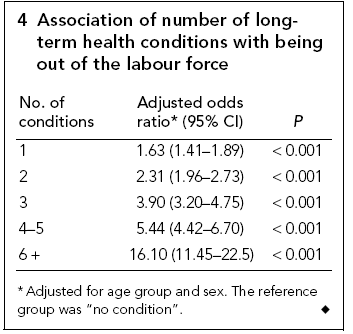 4 Association of number of long-
term health conditions with being
out of the labour force
No. of Adjusted odds
conditions ratio* (95% CI) P
1 1.63 (1.41–1.89) < 0.001
2 2.31 (1.96–2.73) < 0.001
3 3.90 (3.20–4.75) < 0.001
4–5 5.44 (4.42–6.70) < 0.001
6 + 16.10 (11.45–22.5) < 0.001
* Adjusted for age group and sex. The reference
group was “no condition”. ◆